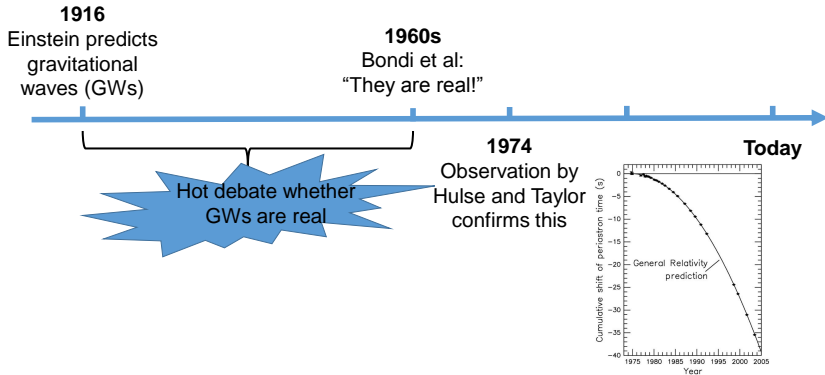 1916
Einstein predicts
gravitational
waves (GWs)
1960s
Bondi et al:
“They are real!”
Hot debate whether
GWs are real
1974
Observation by
Hulse and Taylor
confirms this
Today
Cumulative shift of periastron time (s)
0
−5
−10
−15
−20
−25
−30
−35
−40
General Relativity
prediction
1975 1980 1985 1990 1995 2000 2005
Year